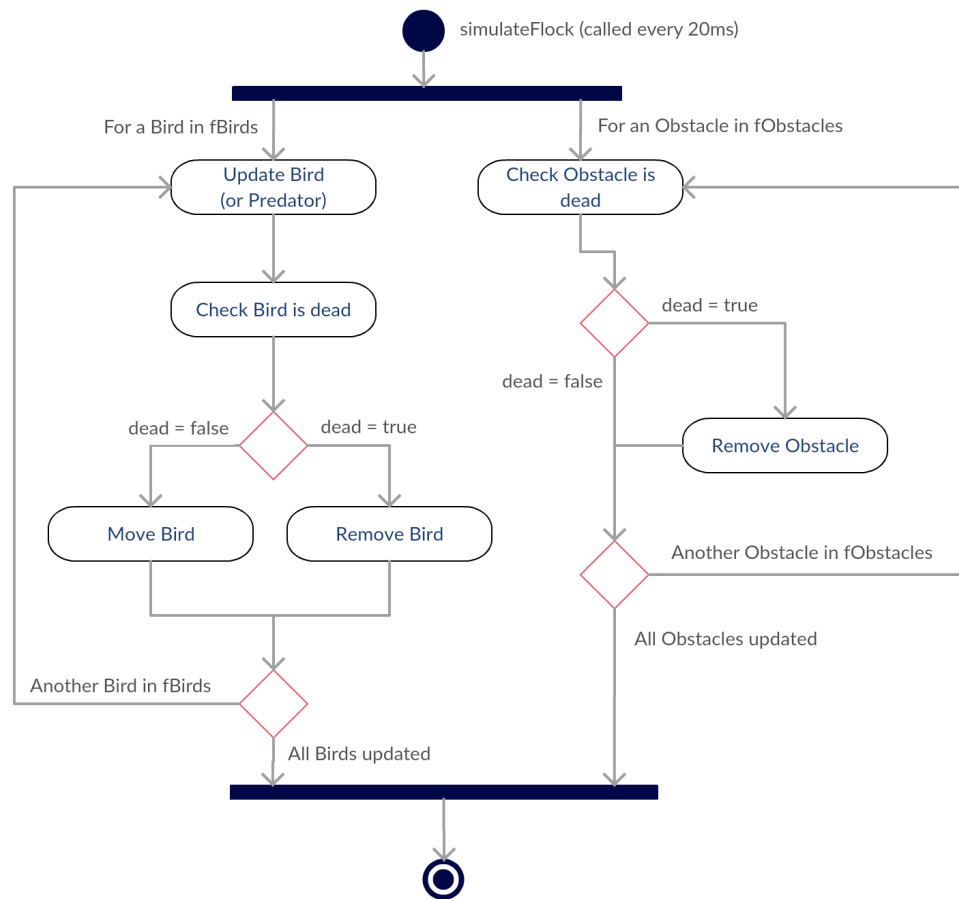 simulateFlock (called every 20ms)
For a Bird in fBirds
For an Obstacle in fObstacles
Update Bird
(or Predator)
Check Obstacle is
dead
Check Bird is dead
dead = true
dead = false
dead = false
dead = true
Remove Obstacle
Move Bird
Remove Bird
Another Obstacle in fObstacles
All Obstacles updated
Another Bird in fBirds
All Birds updated